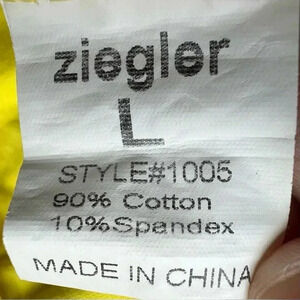 ziegler
L
STYLE#1005
90% Cotton
10%Spandex
MADE IN CHINA